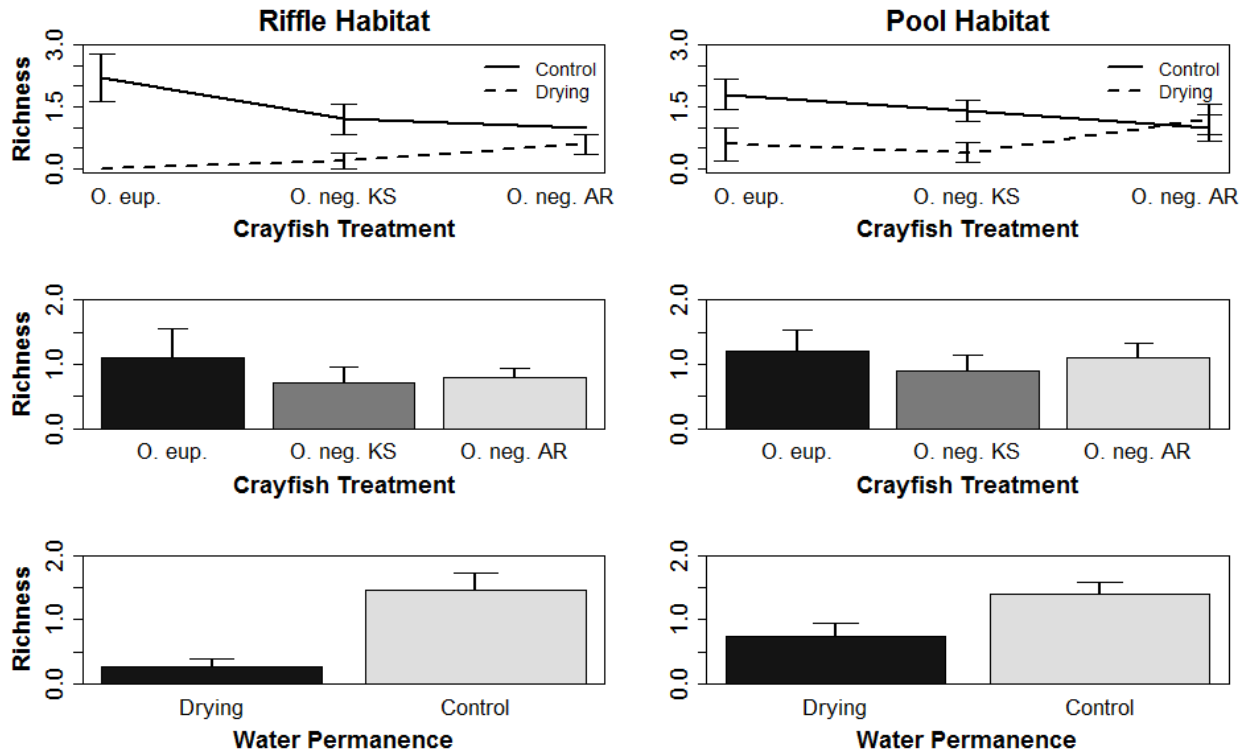 Riffle Habitat
Richness
3.0
1.5
0.0
Control
Drying
O. eup. O. neg. KS O. neg. AR
Crayfish Treatment
Pool Habitat
3.0
1.5
0.0
Control
Drying
O. eup. O. neg. KS O. neg. AR
Crayfish Treatment
Richness
2.0
1.0
0.0
O. eup. O. neg. KS O. neg. AR
Crayfish Treatment
2.0
1.0
0.0
O. eup. O. neg. KS O. neg. AR
Crayfish Treatment
Richness
2.0
1.0
0.0
Drying Control
Water Permanence
2.0
1.0
0.0
Drying Control
Water Permanence